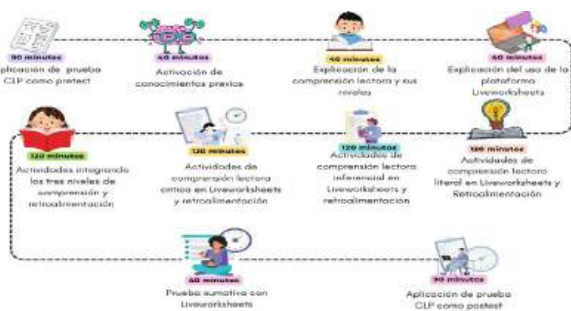 90 minutos
Aplicación de prueba
CLP como pretest
40 minutos
Activación de
conocimientos previos
40 minutos
Explicación de la
comprensión lectora y sus
niveles
40 minutos
Explicación del uso de la
plataforma
Liveworksheets
120 minutos
Actividades integrando
los tres niveles de
comprensión y
retroalimentación
120 minutos
Actividades de
comprensión lectora
crítica en Liveworksheets
y retroalimentación
120 minutos
Actividades de
comprensión lectora
inferencial en
Liveworksheets y
retroalimentación
minutos
Actividades de
comprensión lectora
literal en Liveworksheets y
Retroalimentación
40 minutos
Prueba sumativa con
Liveworksheets
90 minutos
Aplicación de prueba
CLP como postest